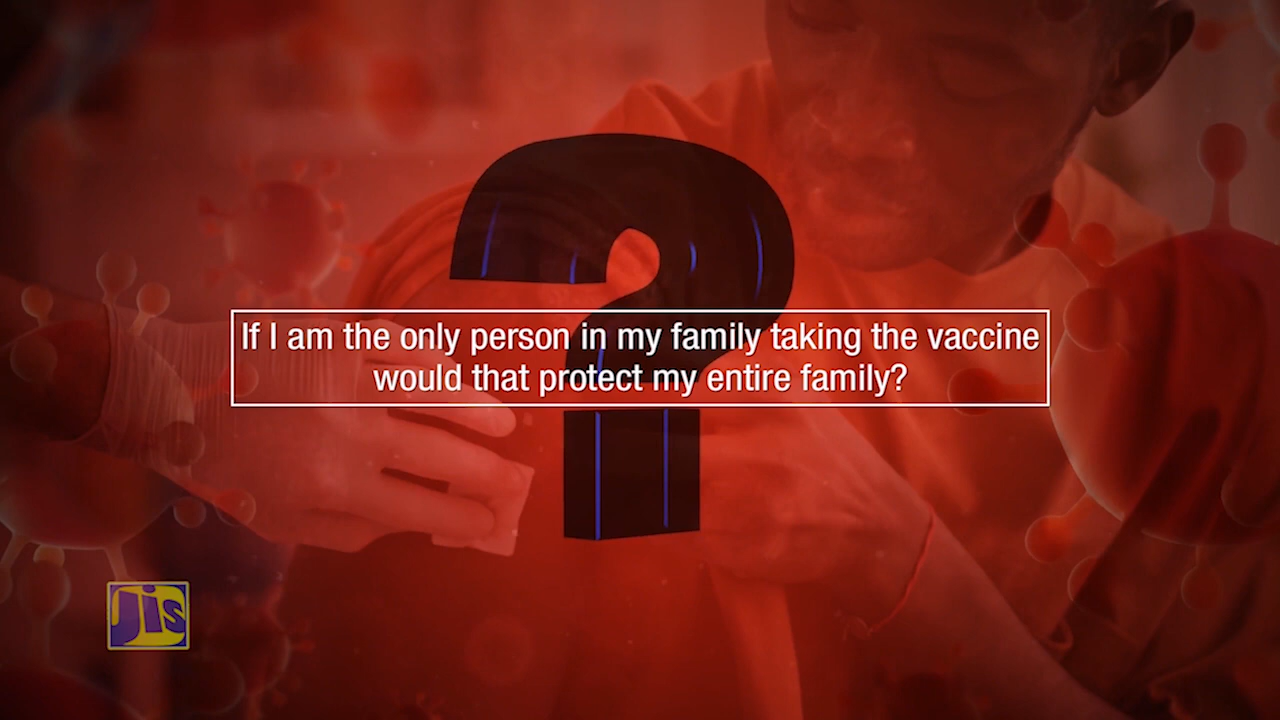 ?
If I am the only person in my family taking the vaccine
would that protect my entire family?
Jis